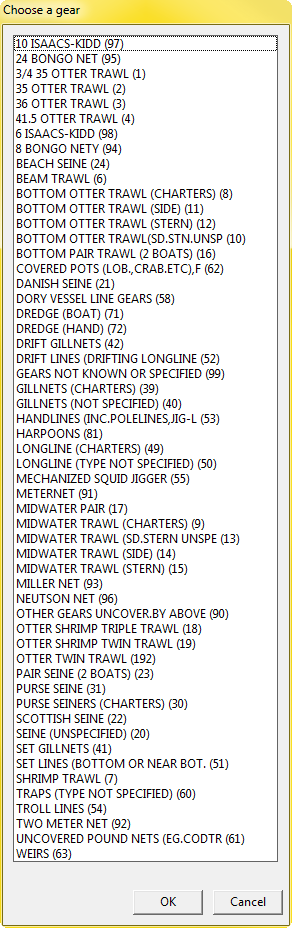 Choose a gear
10 ISAACS-KIDD (97)
24 BONGO NET (95)
3/4 35 OTTER TRAWL (1)
35 OTTER TRAWL (2)
36 OTTER TRAWL (3)
41.5 OTTER TRAWL (4)
6 ISAACS-KIDD (98)
8 BONGO NETY (94)
BEACH SEINE (24)
BEAM TRAWL (6)
BOTTOM OTTER TRAWL (CHARTERS) (8)
BOTTOM OTTER TRAWL (SIDE) (11)
BOTTOM OTTER TRAWL (STERN) (12)
BOTTOM OTTER TRAWL(SD.STN.UNSP (10)
BOTTOM PAIR TRAWL (2 BOATS) (16)
COVERED POTS (LOB.,CRAB.ETC),F (62)
DANISH SEINE (21)
DORY VESSEL LINE GEARS (58)
DREDGE (BOAT) (71)
DREDGE (HAND) (72)
DRIFT GILLNETS (42)
DRIFT LINES (DRIFTING LONGLINE (52)
GEARS NOT KNOWN OR SPECIFIED (99)
GILLNETS (CHARTERS) (39)
GILLNETS (NOT SPECIFIED) (40)
HANDLINES (INC.POLELINES,JIG-L (53)
HARPOONS (81)
LONGLINE (CHARTERS) (49)
LONGLINE (TYPE NOT SPECIFIED) (50)
MECHANIZED SQUID JIGGER (55)
METERNET (91)
MIDWATER PAIR (17)
MIDWATER TRAWL (CHARTERS) (9)
MIDWATER TRAWL (SD.STERN UNSPE (13)
MIDWATER TRAWL (SIDE) (14)
MIDWATER TRAWL (STERN) (15)
MILLER NET (93)
NEUTSON NET (96)
OTHER GEARS UNCOVER.BY ABOVE (90)
OTTER SHRIMP TRIPLE TRAWL (18)
OTTER SHRIMP TWIN TRAWL (19)
OTTER TWIN TRAWL (192)
PAIR SEINE (2 BOATS) (23)
PURSE SEINE (31)
PURSE SEINERS (CHARTERS) (30)
SCOTTISH SEINE (22)
SEINE (UNSPECIFIED) (20)
SET GILLNETS (41)
SET LINES (BOTTOM OR NEAR BOT. (51)
SHRIMP TRAWL (7)
TRAPS (TYPE NOT SPECIFIED) (60)
TROLL LINES (54)
TWO METER NET (92)
UNCOVERED POUND NETS (EG.CODTR (61)
WEIRS (63)
OK Cancel